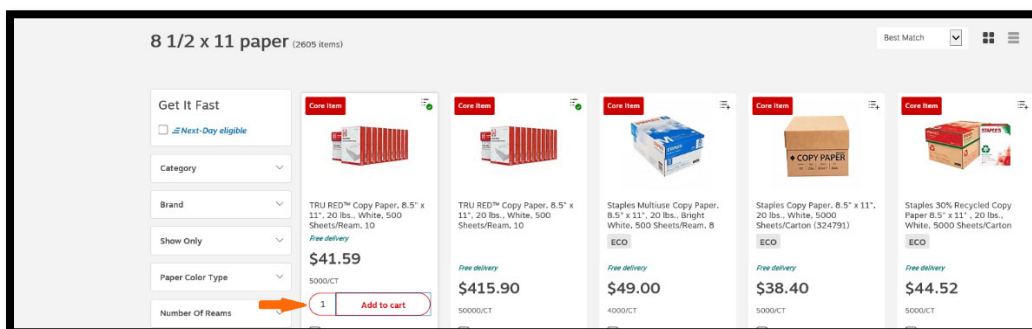 8 1/2 x 11 paper (2605 items)
Best Match
Get It Fast
Next-Day eligible
Category
Brand
Show Only
Paper Color Type
Number Of Reams
Core Item
TRU RED™ Copy Paper, 8.5" x
11", 20 lbs., White, 500
Sheets/Ream, 10
Free delivery
$41.59
5000/CT
1
Add to cart
Core Item
TRU RED™ Copy Paper, 8.5" x
11", 20 lbs., White, 500
Sheets/Ream, 10
Free delivery
$415.90
50000/CT
Core Item
Staples Multiuse Copy Paper,
8.5" x 11", 20 lbs., Bright
White, 500 Sheets/Ream, 8
ECO
Free delivery
$49.00
4000/CT
Core Item
COPY PAPER
Staples Copy Paper, 8.5" x 11",
20 lbs., White, 5000
Sheets/Carton (324791)
ECO
Free delivery
$38.40
5000/CT
Core Item
STAPLES
Staples 30% Recycled Copy
Paper 8.5" x 11" , 20 lbs.,
White, 5000 Sheets/Carton
ECO
Free delivery
$44.52
5000/CT